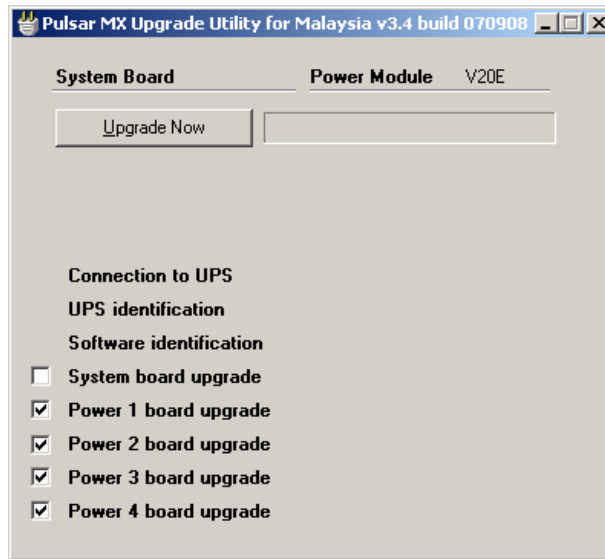 Pulsar MX Upgrade Utility for Malaysia v3.4 build 070908
System Board Power Module V20E
Upgrade Now
Connection to UPS
UPS identification
Software identification
System board upgrade
Power 1 board upgrade
Power 2 board upgrade
Power 3 board upgrade
Power 4 board upgrade